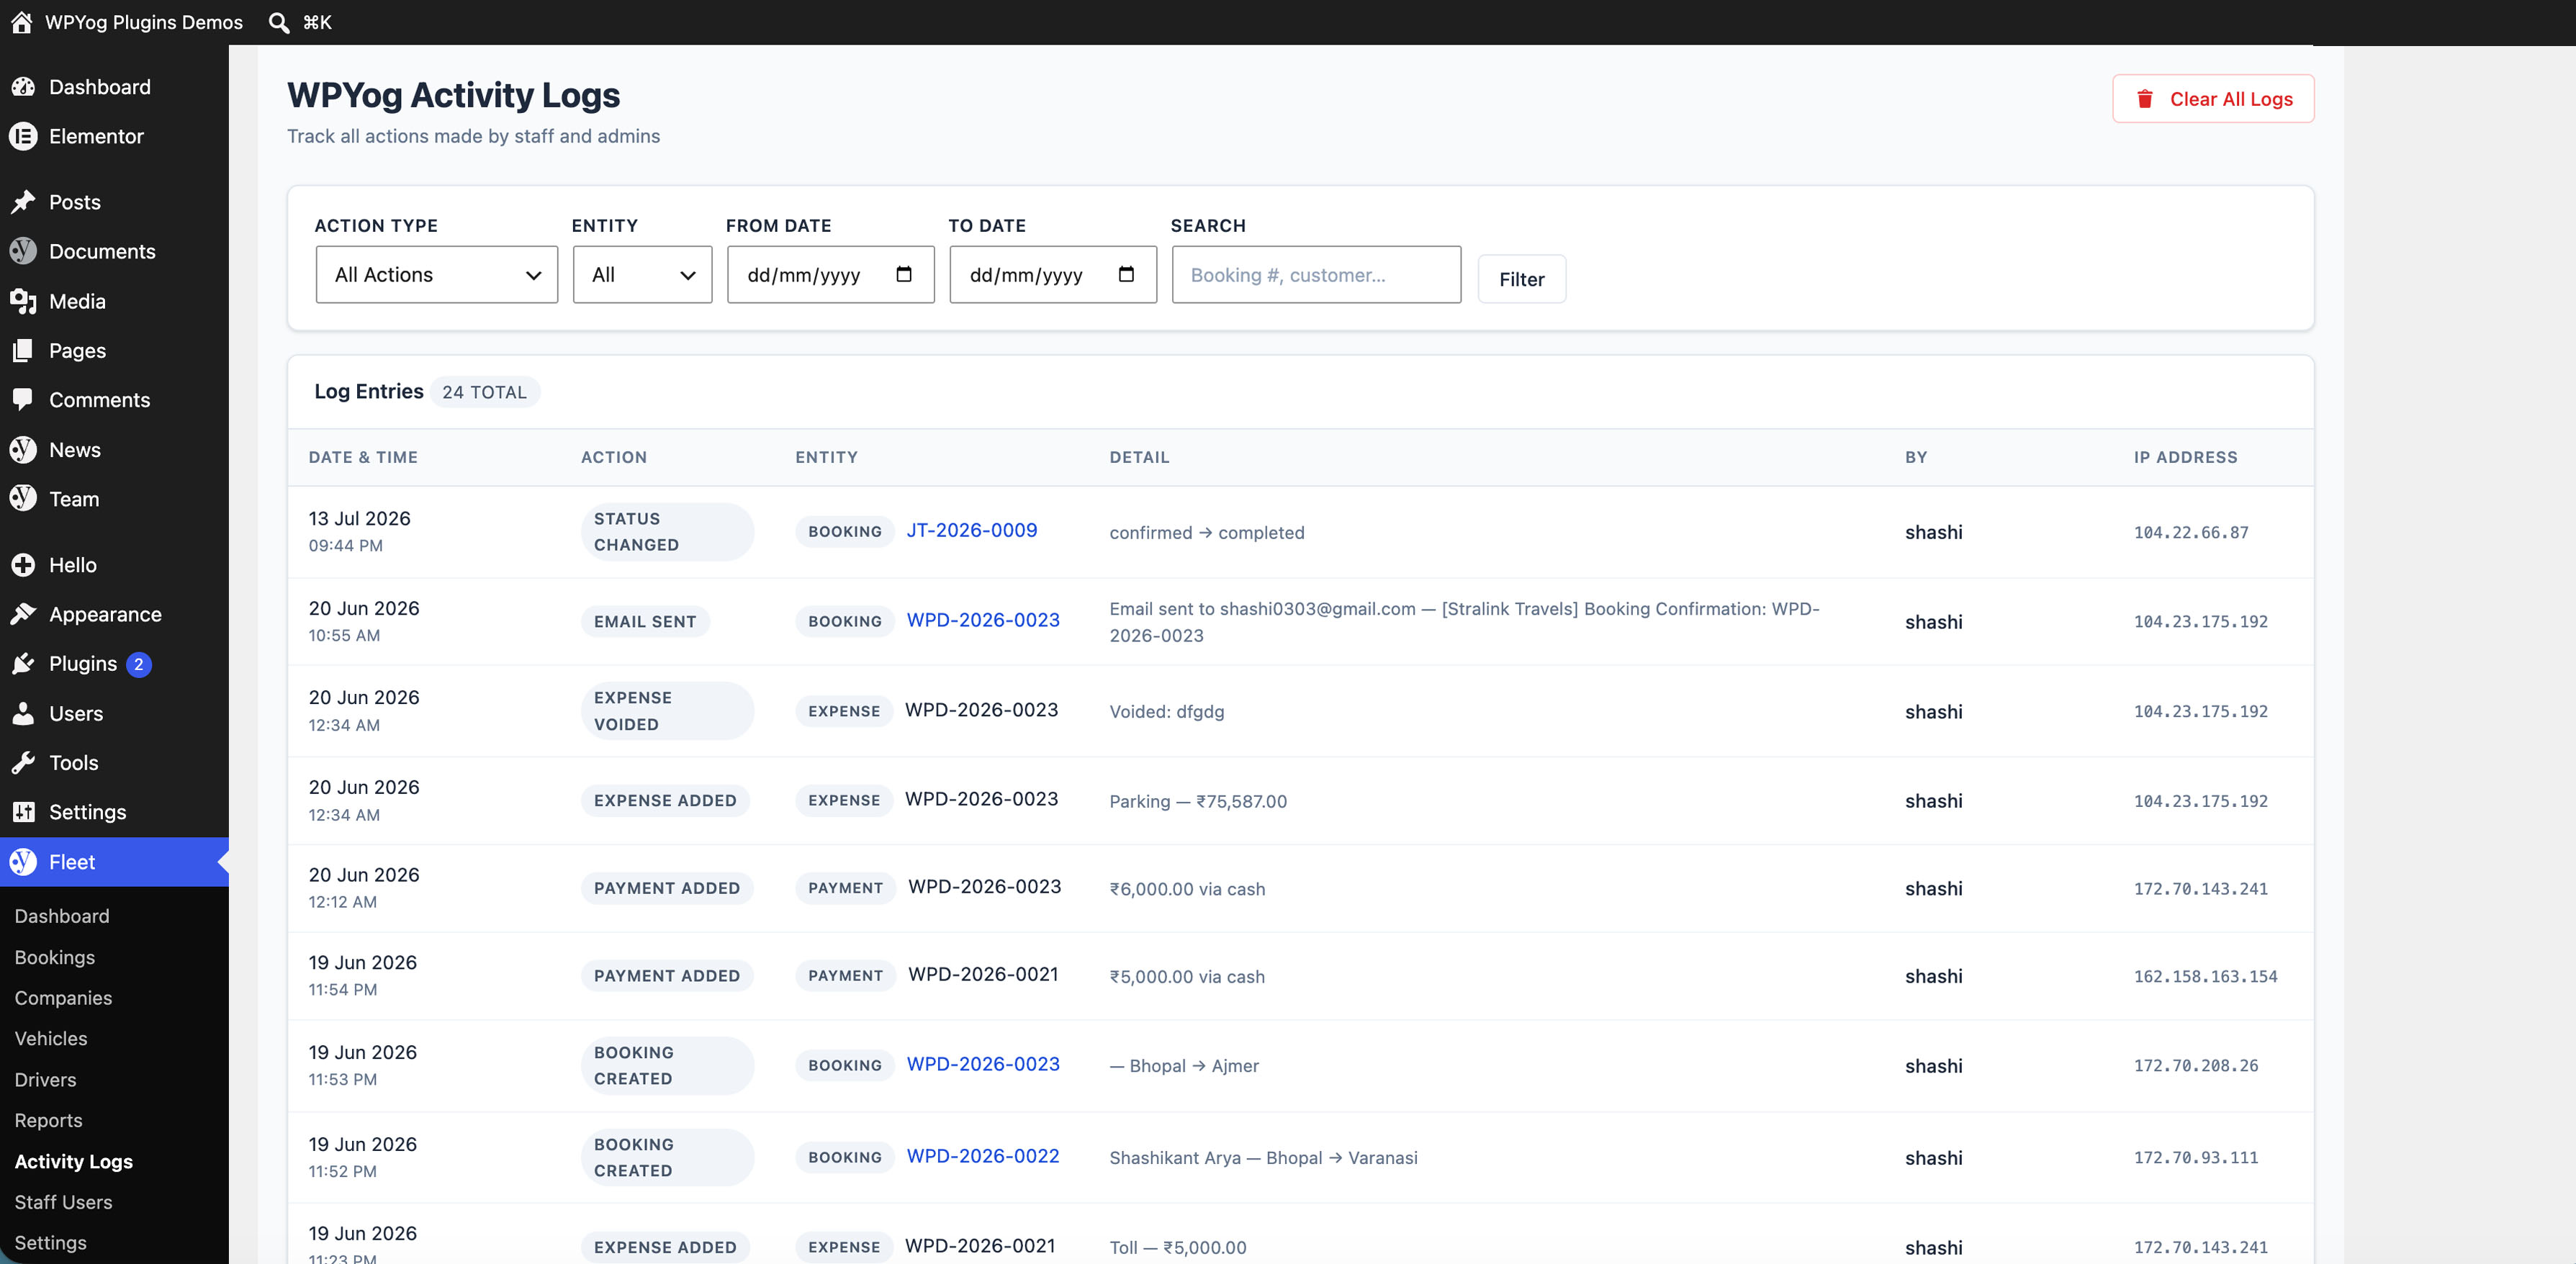 WPYog Plugins Demos ⌘K
Dashboard
Elementor
Posts
Documents
Media
Pages
Comments
News
Team
Hello
Appearance
Plugins 2
Users
Tools
Settings
Fleet
Dashboard
Bookings
Companies
Vehicles
Drivers
Reports
Activity Logs
Staff Users
Settings
WPYog Activity Logs
Track all actions made by staff and admins
Clear All Logs
ACTION TYPE ENTITY FROM DATE TO DATE SEARCH
All Actions All dd/mm/yyyy dd/mm/yyyy Booking #, customer... Filter
Log Entries 24 TOTAL
DATE & TIME ACTION ENTITY DETAIL BY IP ADDRESS
13 Jul 2026
09:44 PM
STATUS
CHANGED
BOOKING JT-2026-0009 confirmed → completed shashi 104.22.66.87
20 Jun 2026
10:55 AM
EMAIL SENT BOOKING WPD-2026-0023
Email sent to shashi0303@gmail.com — [Stralink Travels] Booking Confirmation: WPD-
2026-0023
shashi 104.23.175.192
20 Jun 2026
12:34 AM
EXPENSE
VOIDED
EXPENSE WPD-2026-0023 Voided: dfgdg shashi 104.23.175.192
20 Jun 2026
12:34 AM
EXPENSE ADDED EXPENSE WPD-2026-0023 Parking — ₹75,587.00 shashi 104.23.175.192
20 Jun 2026
12:12 AM
PAYMENT ADDED PAYMENT WPD-2026-0023 ₹6,000.00 via cash shashi 172.70.143.241
19 Jun 2026
11:54 PM
PAYMENT ADDED PAYMENT WPD-2026-0021 ₹5,000.00 via cash shashi 162.158.163.154
19 Jun 2026
11:53 PM
BOOKING
CREATED
BOOKING WPD-2026-0023 — Bhopal → Ajmer shashi 172.70.208.26
19 Jun 2026
11:52 PM
BOOKING
CREATED
BOOKING WPD-2026-0022 Shashikant Arya — Bhopal → Varanasi shashi 172.70.93.111
19 Jun 2026
11:23 PM
EXPENSE ADDED EXPENSE WPD-2026-0021 Toll — ₹5,000.00 shashi 172.70.143.241